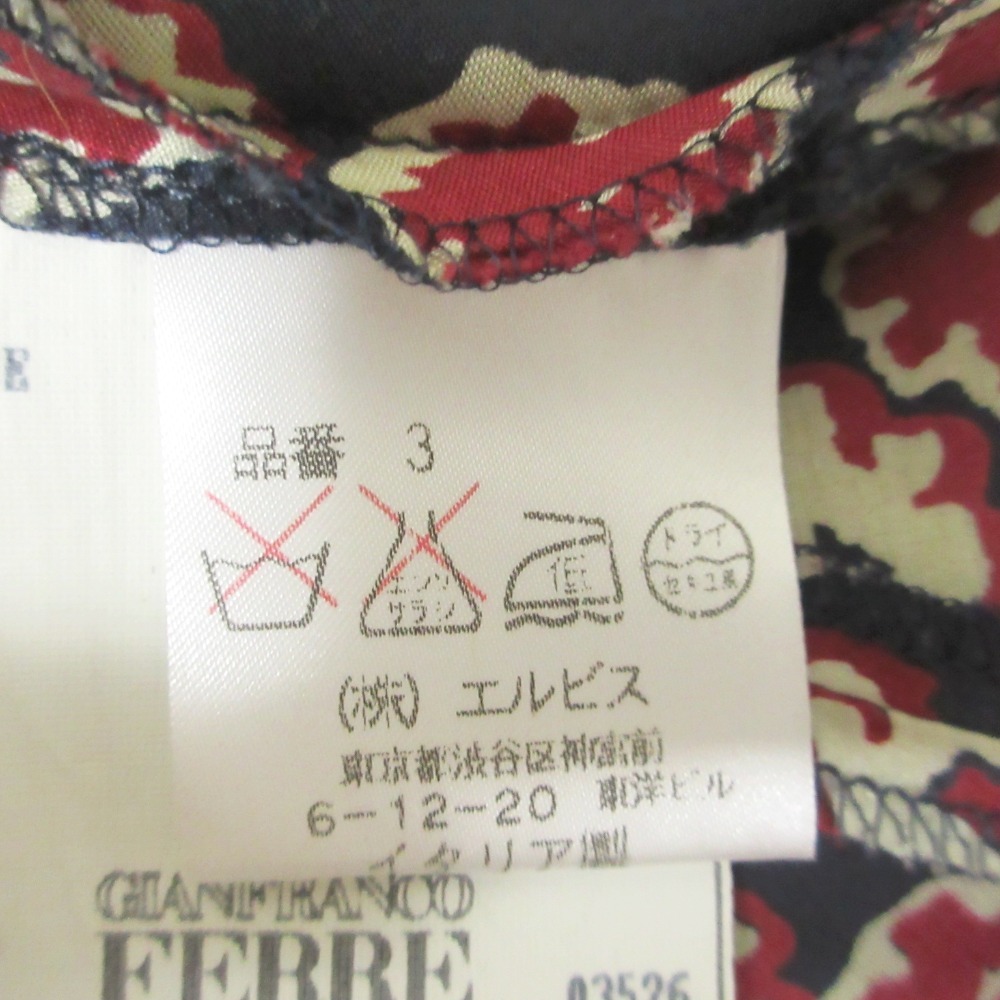 品番 3
エンソ
サラシ
低
ドライ
セキユ系
(株) エルビス
東京都渋谷区神宮前
6-12-20 東洋ビル
イタリア製
GIANFRANCO
FERRE
03526